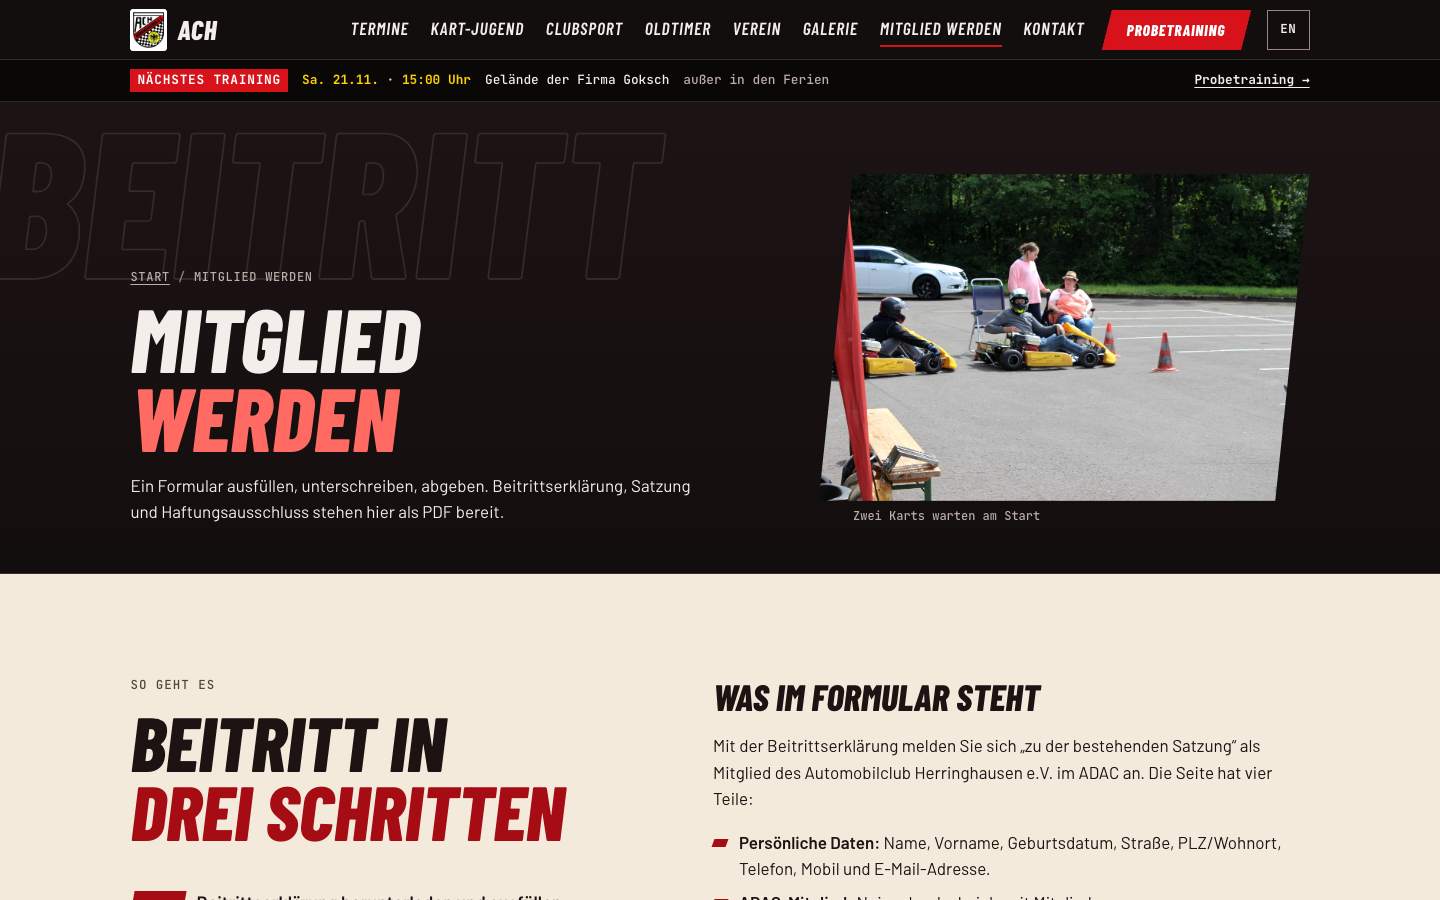 ACH
TERMINE KART-JUGEND CLUBSPORT OLDTIMER VEREIN GALERIE MITGLIED WERDEN KONTAKT PROBETRAINING EN
NÄCHSTES TRAINING Sa. 21.11. · 15:00 Uhr Gelände der Firma Goksch außer in den Ferien Probetraining →
BEITRITT
START / MITGLIED WERDEN
MITGLIED
WERDEN
Ein Formular ausfüllen, unterschreiben, abgeben. Beitrittserklärung, Satzung
und Haftungsausschluss stehen hier als PDF bereit.
Zwei Karts warten am Start
SO GEHT ES
BEITRITT IN
DREI SCHRITTEN
WAS IM FORMULAR STEHT
Mit der Beitrittserklärung melden Sie sich „zu der bestehenden Satzung“ als
Mitglied des Automobilclub Herringhausen e.V. im ADAC an. Die Seite hat vier
Teile:
Persönliche Daten: Name, Vorname, Geburtsdatum, Straße, PLZ/Wohnort,
Telefon, Mobil und E-Mail-Adresse.